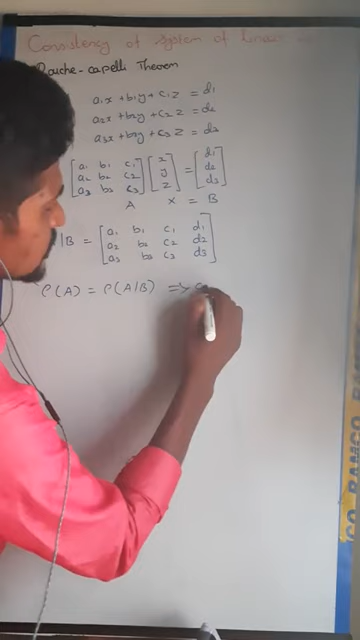 Consistency of system of linear
Rouche-capelli Theorem
a₁x + b₁y + c₁z = d₁
a₂x + b₂y + c₂z = d₂
a₃x + b₃y + c₃z = d₃
[a₁ b₁ c₁] [x] = [d₁]
[a₂ b₂ c₂] [y] [d₂]
[a₃ b₃ c₃] [z] [d₃]
A X = B
|B = [a₁ b₁ c₁ d₁]
[a₂ b₂ c₂ d₂]
[a₃ b₃ c₃ d₃]
ρ(A) = ρ(A|B) =>